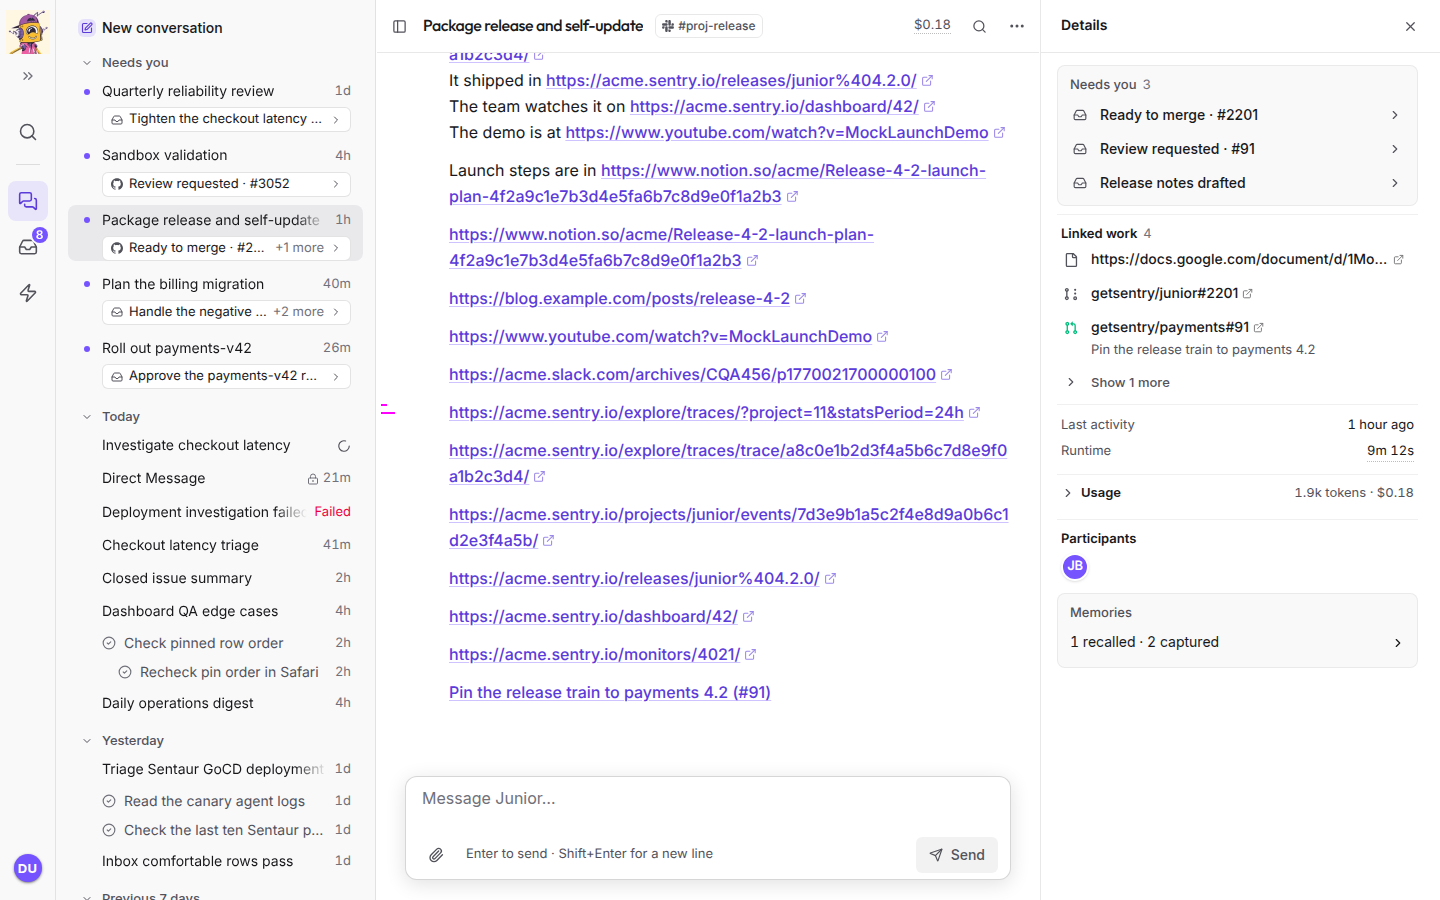 New conversation
Needs you
Quarterly reliability review 1d
Tighten the checkout latency ...
Sandbox validation 4h
Review requested · #3052
Package release and self-update 1h
Ready to merge · #2... +1 more
Plan the billing migration 40m
Handle the negative ... +2 more
Roll out payments-v42 26m
Approve the payments-v42 r...
Today
Investigate checkout latency
Direct Message 21m
Deployment investigation failed Failed
Checkout latency triage 41m
Closed issue summary 2h
Dashboard QA edge cases 4h
Check pinned row order 2h
Recheck pin order in Safari 2h
Daily operations digest 4h
Yesterday
Triage Sentaur GoCD deployment 1d
Read the canary agent logs 1d
Check the last ten Sentaur p... 1d
Inbox comfortable rows pass 1d
Previous 7 days
8
DU
Package release and self-update #proj-release $0.18
a1b2c3d4/
It shipped in https://acme.sentry.io/releases/junior%404.2.0/
The team watches it on https://acme.sentry.io/dashboard/42/
The demo is at https://www.youtube.com/watch?v=MockLaunchDemo
Launch steps are in https://www.notion.so/acme/Release-4-2-launch-
plan-4f2a9c1e7b3d4e5fa6b7c8d9e0f1a2b3
https://www.notion.so/acme/Release-4-2-launch-plan-
4f2a9c1e7b3d4e5fa6b7c8d9e0f1a2b3
https://blog.example.com/posts/release-4-2
https://www.youtube.com/watch?v=MockLaunchDemo
https://acme.slack.com/archives/CQA456/p1770021700000100
https://acme.sentry.io/explore/traces/?project=11&statsPeriod=24h
https://acme.sentry.io/explore/traces/trace/a8c0e1b2d3f4a5b6c7d8e9f0
a1b2c3d4/
https://acme.sentry.io/projects/junior/events/7d3e9b1a5c2f4e8d9a0b6c1
d2e3f4a5b/
https://acme.sentry.io/releases/junior%404.2.0/
https://acme.sentry.io/dashboard/42/
https://acme.sentry.io/monitors/4021/
Pin the release train to payments 4.2 (#91)
Message Junior...
Enter to send · Shift+Enter for a new line
Send
Details
Needs you 3
Ready to merge · #2201
Review requested · #91
Release notes drafted
Linked work 4
https://docs.google.com/document/d/1Mo...
getsentry/junior#2201
getsentry/payments#91
Pin the release train to payments 4.2
Show 1 more
Last activity 1 hour ago
Runtime 9m 12s
Usage 1.9k tokens · $0.18
Participants
JB
Memories
1 recalled · 2 captured